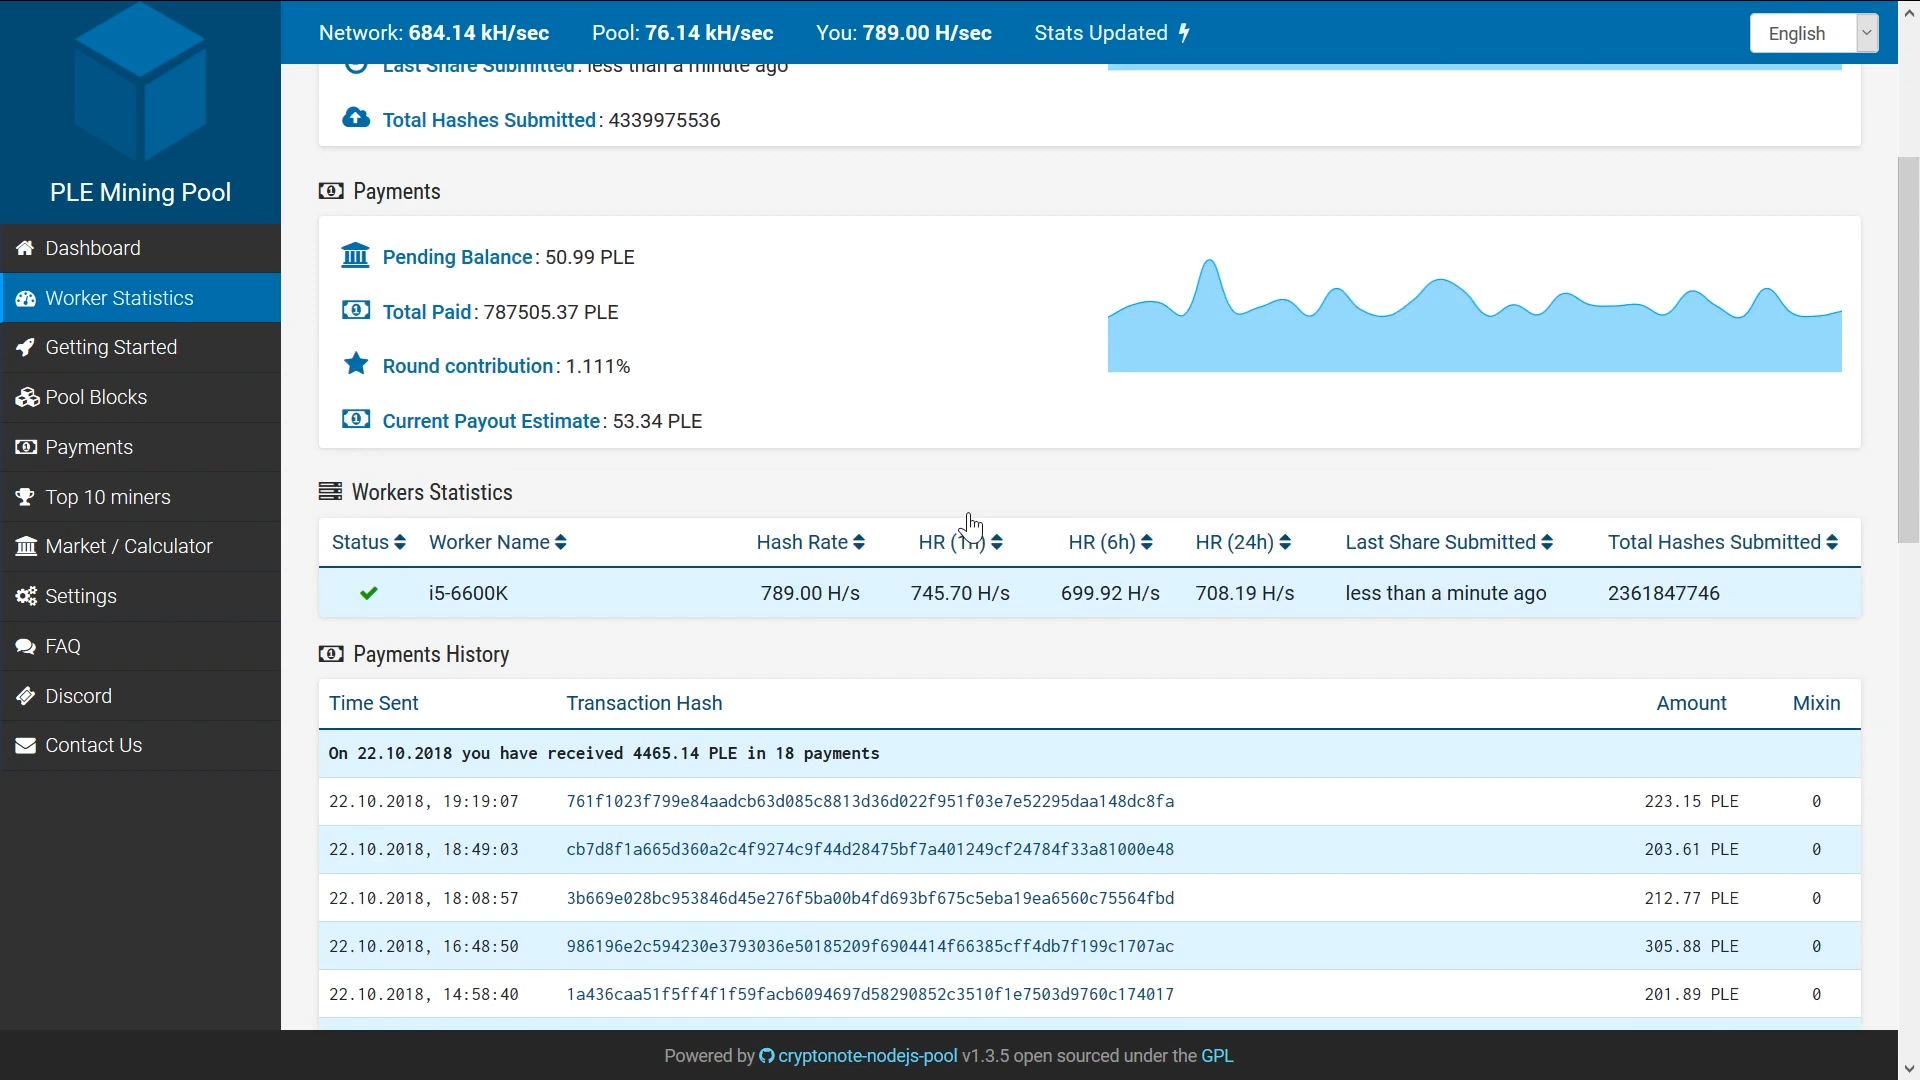 Network: 684.14 kH/sec Pool: 76.14 kH/sec You: 789.00 H/sec Stats Updated English
PLE Mining Pool
Dashboard
Worker Statistics
Getting Started
Pool Blocks
Payments
Top 10 miners
Market / Calculator
Settings
FAQ
Discord
Contact Us
Last Share Submitted: less than a minute ago
Total Hashes Submitted: 4339975536
Payments
Pending Balance: 50.99 PLE
Total Paid: 787505.37 PLE
Round contribution: 1.111%
Current Payout Estimate: 53.34 PLE
Workers Statistics
Status Worker Name Hash Rate HR (1h) HR (6h) HR (24h) Last Share Submitted Total Hashes Submitted
i5-6600K 789.00 H/s 745.70 H/s 699.92 H/s 708.19 H/s less than a minute ago 2361847746
Payments History
Time Sent Transaction Hash Amount Mixin
On 22.10.2018 you have received 4465.14 PLE in 18 payments
22.10.2018, 19:19:07 761f1023f799e84aadcb63d085c8813d36d022f951f03e7e52295daa148dc8fa 223.15 PLE 0
22.10.2018, 18:49:03 cb7d8f1a665d360a2c4f9274c9f44d28475bf7a401249cf24784f33a81000e48 203.61 PLE 0
22.10.2018, 18:08:57 3b669e028bc953846d45e276f5ba00b4fd693bf675c5eba19ea6560c75564fbd 212.77 PLE 0
22.10.2018, 16:48:50 986196e2c594230e3793036e50185209f6904414f66385cff4db7f199c1707ac 305.88 PLE 0
22.10.2018, 14:58:40 1a436caa51f5ff4f1f59facb6094697d58290852c3510f1e7503d9760c174017 201.89 PLE 0
Powered by cryptonote-nodejs-pool v1.3.5 open sourced under the GPL